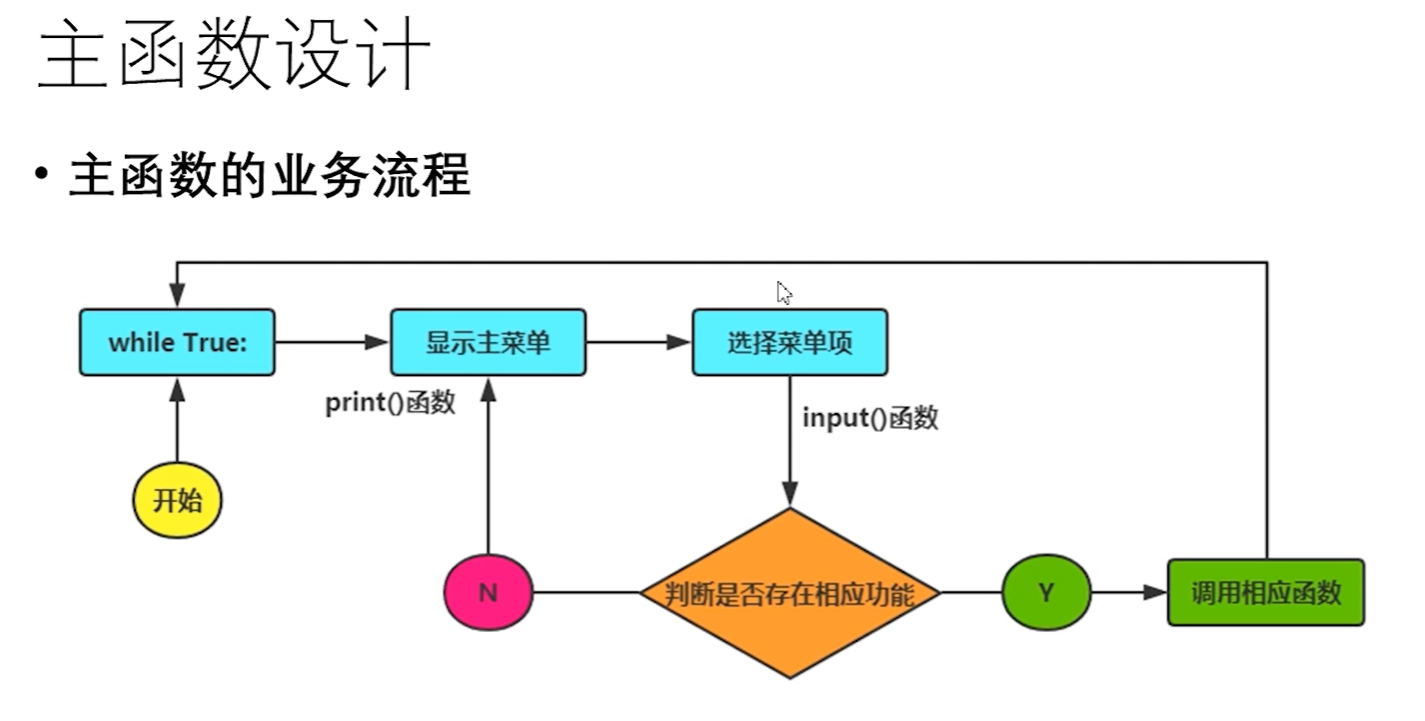 主函数设计
• 主函数的业务流程
while True:
显示主菜单
选择菜单项
print()函数
input()函数
开始
N
判断是否存在相应功能
Y
调用相应函数